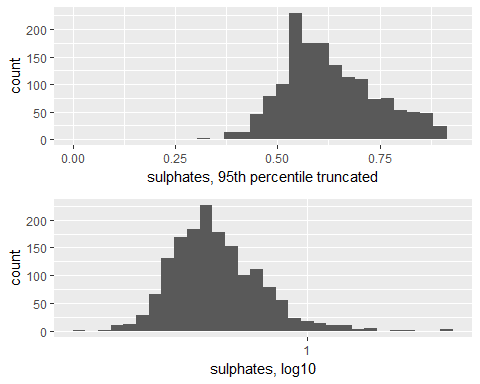 count
200
150
100
50
0
0.00 0.25 0.50 0.75
sulphates, 95th percentile truncated
count
200
150
100
50
0
1
sulphates, log10